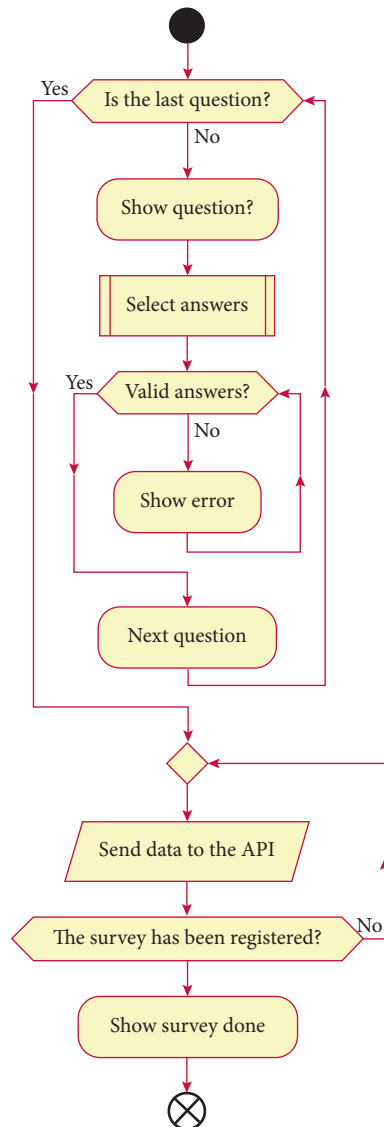 Yes
Is the last question?
No
Show question?
Select answers
Yes
Valid answers?
No
Show error
Next question
Send data to the API
The survey has been registered?
No
Show survey done